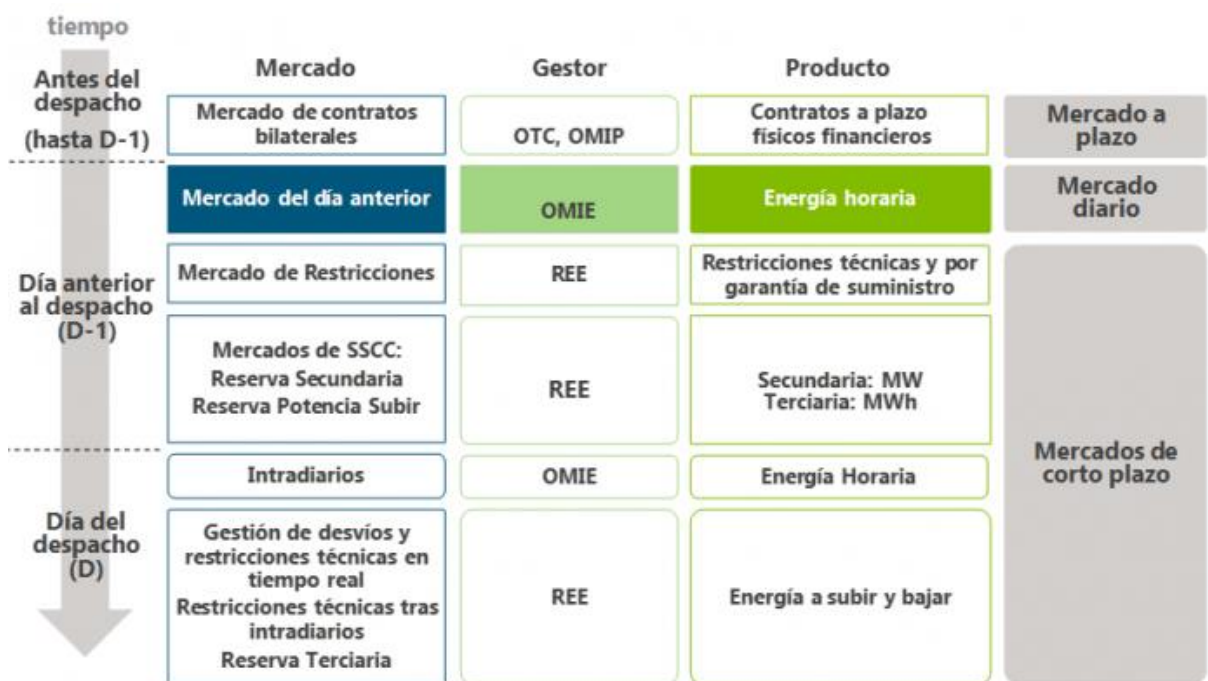 tiempo
Mercado
Gestor
Producto
Antes del
despacho
(hasta D-1)
Mercado de contratos
bilaterales
OTC, OMIP
Contratos a plazo
físicos financieros
Mercado a
plazo
Mercado del día anterior
OMIE
Energía horaria
Mercado
diario
Día anterior
al despacho
(D-1)
Mercado de Restricciones
REE
Restricciones técnicas y por
garantía de suministro
Mercados de SSCC:
Reserva Secundaria
Reserva Potencia Subir
REE
Secundaria: MW
Terciaria: MWh
Mercados de
corto plazo
Día del
despacho
(D)
Intradiarios
OMIE
Energía Horaria
Gestión de desvíos y
restricciones técnicas en
tiempo real
Restricciones técnicas tras
intradiarios
Reserva Terciaria
REE
Energía a subir y bajar